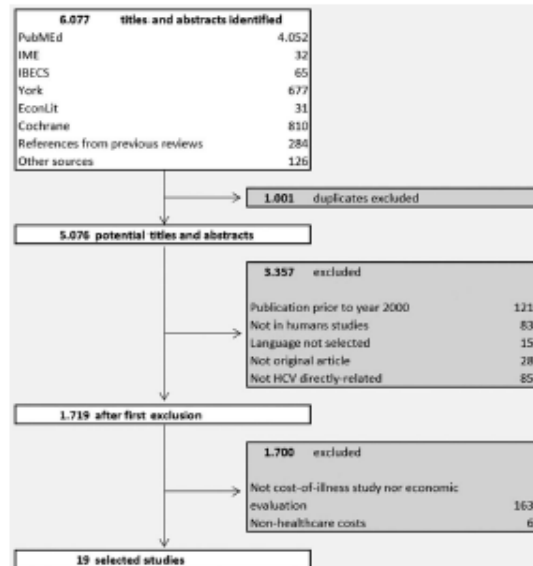 6.077 titles and abstracts identified
PubMEd 4.052
IME 32
IBECS 65
York 677
EconLit 31
Cochrane 810
References from previous reviews 284
Other sources 126
1.001 duplicates excluded
5.076 potential titles and abstracts
3.357 excluded
Publication prior to year 2000 121
Not in humans studies 83
Language not selected 15
Not original article 28
Not HCV directly-related 85
1.719 after first exclusion
1.700 excluded
Not cost-of-illness study nor economic
evaluation 163
Non-healthcare costs 6
19 selected studies